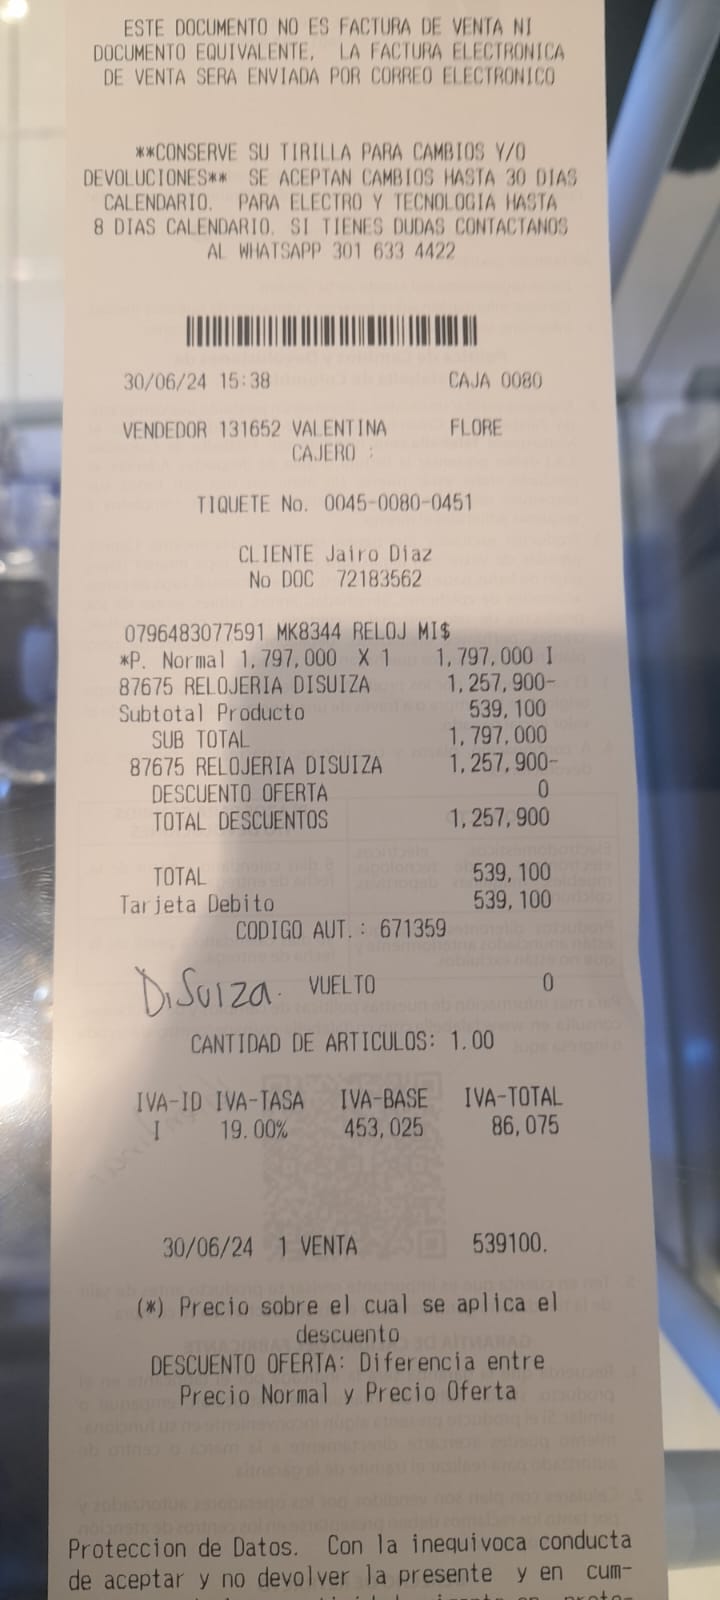 ESTE DOCUMENTO NO ES FACTURA DE VENTA NI
DOCUMENTO EQUIVALENTE, LA FACTURA ELECTRONICA
DE VENTA SERA ENVIADA POR CORREO ELECTRONICO
**CONSERVE SU TIRILLA PARA CAMBIOS Y/O
DEVOLUCIONES** SE ACEPTAN CAMBIOS HASTA 30 DIAS
CALENDARIO. PARA ELECTRO Y TECNOLOGIA HASTA
8 DIAS CALENDARIO. SI TIENES DUDAS CONTACTANOS
AL WHATSAPP 301 633 4422
30/06/24 15:38 CAJA 0080
VENDEDOR 131652 VALENTINA FLORE
CAJERO :
TIQUETE No. 0045-0080-0451
CLIENTE Jairo Diaz
No DOC 72183562
0796483077591 MK8344 RELOJ MI$
*P. Normal 1,797,000 X 1 1,797,000 I
87675 RELOJERIA DISUIZA 1,257,900-
Subtotal Producto 539,100
SUB TOTAL 1,797,000
87675 RELOJERIA DISUIZA 1,257,900-
DESCUENTO OFERTA 0
TOTAL DESCUENTOS 1,257,900
TOTAL 539,100
Tarjeta Debito 539,100
CODIGO AUT.: 671359
DiSuiza. VUELTO 0
CANTIDAD DE ARTICULOS: 1.00
IVA-ID IVA-TASA IVA-BASE IVA-TOTAL
I 19.00% 453,025 86,075
30/06/24 1 VENTA 539100.
(*) Precio sobre el cual se aplica el
descuento
DESCUENTO OFERTA: Diferencia entre
Precio Normal y Precio Oferta
Proteccion de Datos. Con la inequivoca conducta
de aceptar y no devolver la presente y en cum-